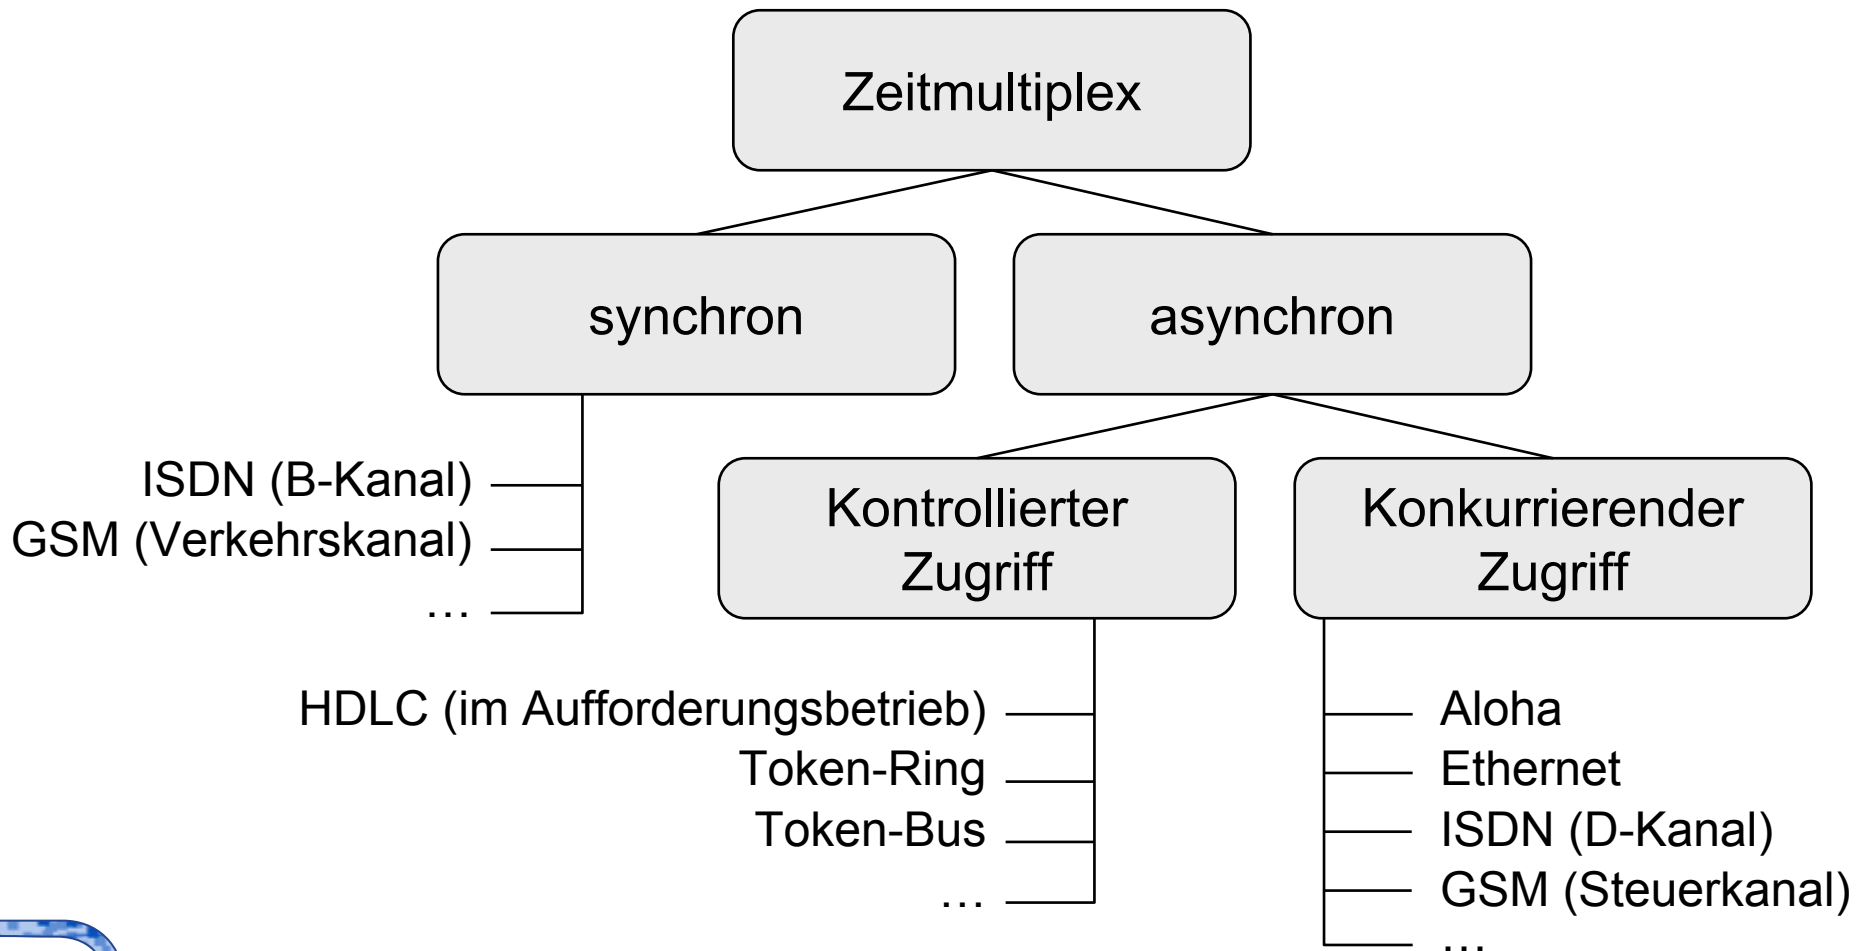 Zeitmultiplex
synchron
asynchron
ISDN (B-Kanal)
GSM (Verkehrskanal)
…
Kontrollierter
Zugriff
Konkurrierender
Zugriff
HDLC (im Aufforderungsbetrieb)
Token-Ring
Token-Bus
…
Aloha
Ethernet
ISDN (D-Kanal)
GSM (Steuerkanal)
…